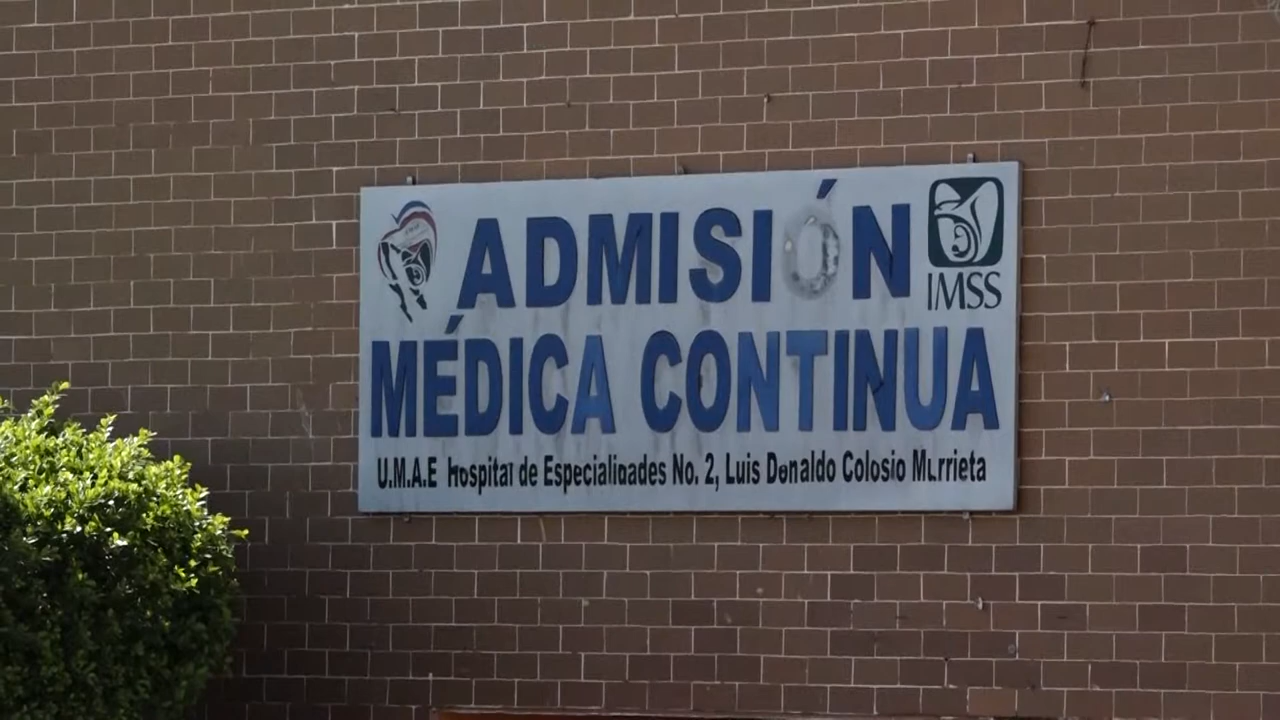 ADMISIÓN
IMSS
MÉDICA CONTINUA
U.M.A.E Hospital de Especialidades No. 2, Luis Donaldo Colosio Murrieta